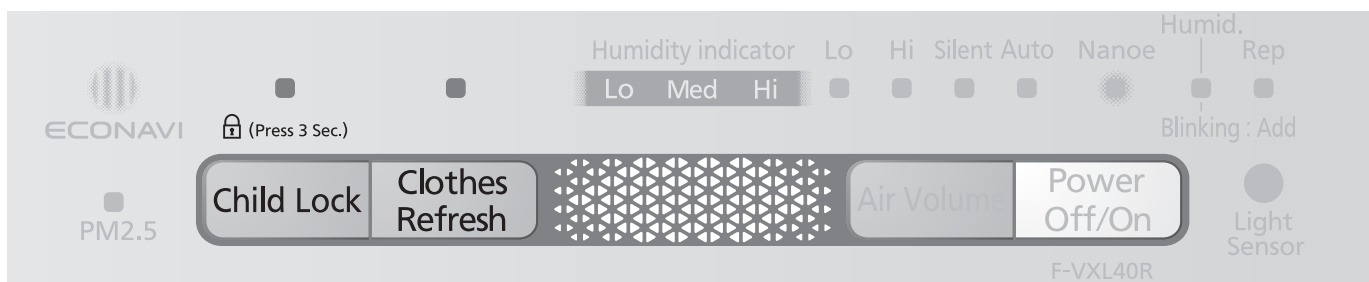 Humid.
Humidity indicator Lo Hi Silent Auto Nanoe Rep
Lo Med Hi
ECONAVI (Press 3 Sec.) Blinking : Add
Child Lock Clothes Refresh Air Volume Power Off/On
PM2.5 Light Sensor
F-VXL40R